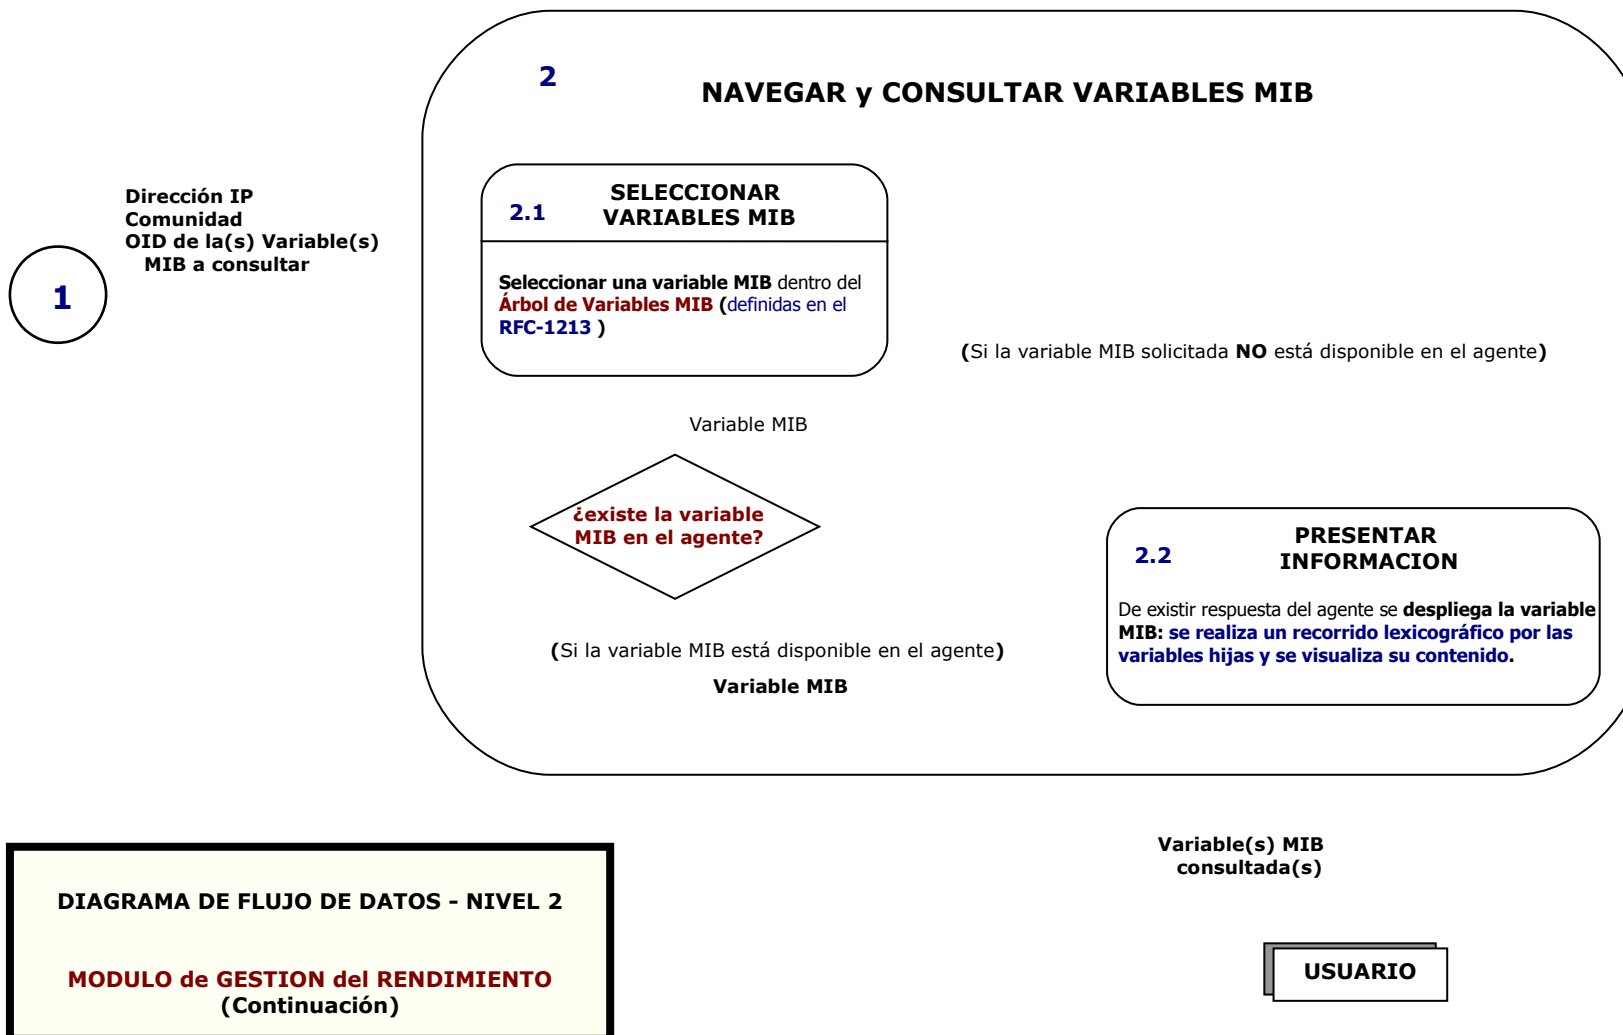 2
NAVEGAR y CONSULTAR VARIABLES MIB
Dirección IP
Comunidad
OID de la(s) Variable(s)
MIB a consultar
1
2.1
SELECCIONAR
VARIABLES MIB
Seleccionar una variable MIB dentro del
Árbol de Variables MIB (definidas en el
RFC-1213 )
(Si la variable MIB solicitada NO está disponible en el agente)
Variable MIB
¿existe la variable
MIB en el agente?
2.2
PRESENTAR
INFORMACION
De existir respuesta del agente se despliega la variable
MIB: se realiza un recorrido lexicográfico por las
variables hijas y se visualiza su contenido.
(Si la variable MIB está disponible en el agente)
Variable MIB
Variable(s) MIB
consultada(s)
DIAGRAMA DE FLUJO DE DATOS - NIVEL 2
MODULO de GESTION del RENDIMIENTO
(Continuación)
USUARIO